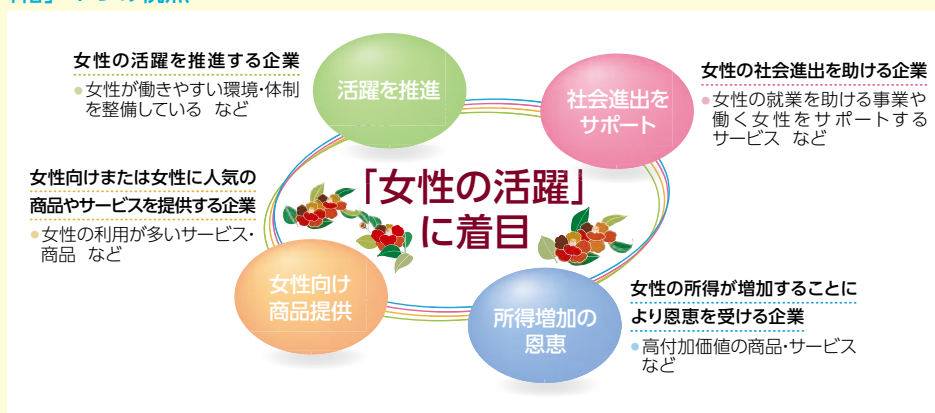 女性の活躍を推進する企業
●女性が働きやすい環境・体制
を整備している など
活躍を推進
社会進出を
サポート
女性の社会進出を助ける企業
●女性の就業を助ける事業や
働く女性をサポートする
サービス など
女性向けまたは女性に人気の
商品やサービスを提供する企業
●女性の利用が多いサービス・
商品 など
「女性の活躍」
に着目
女性向け
商品提供
所得増加の
恩恵
女性の所得が増加することに
より恩恵を受ける企業
●高付加価値の商品・サービス
など